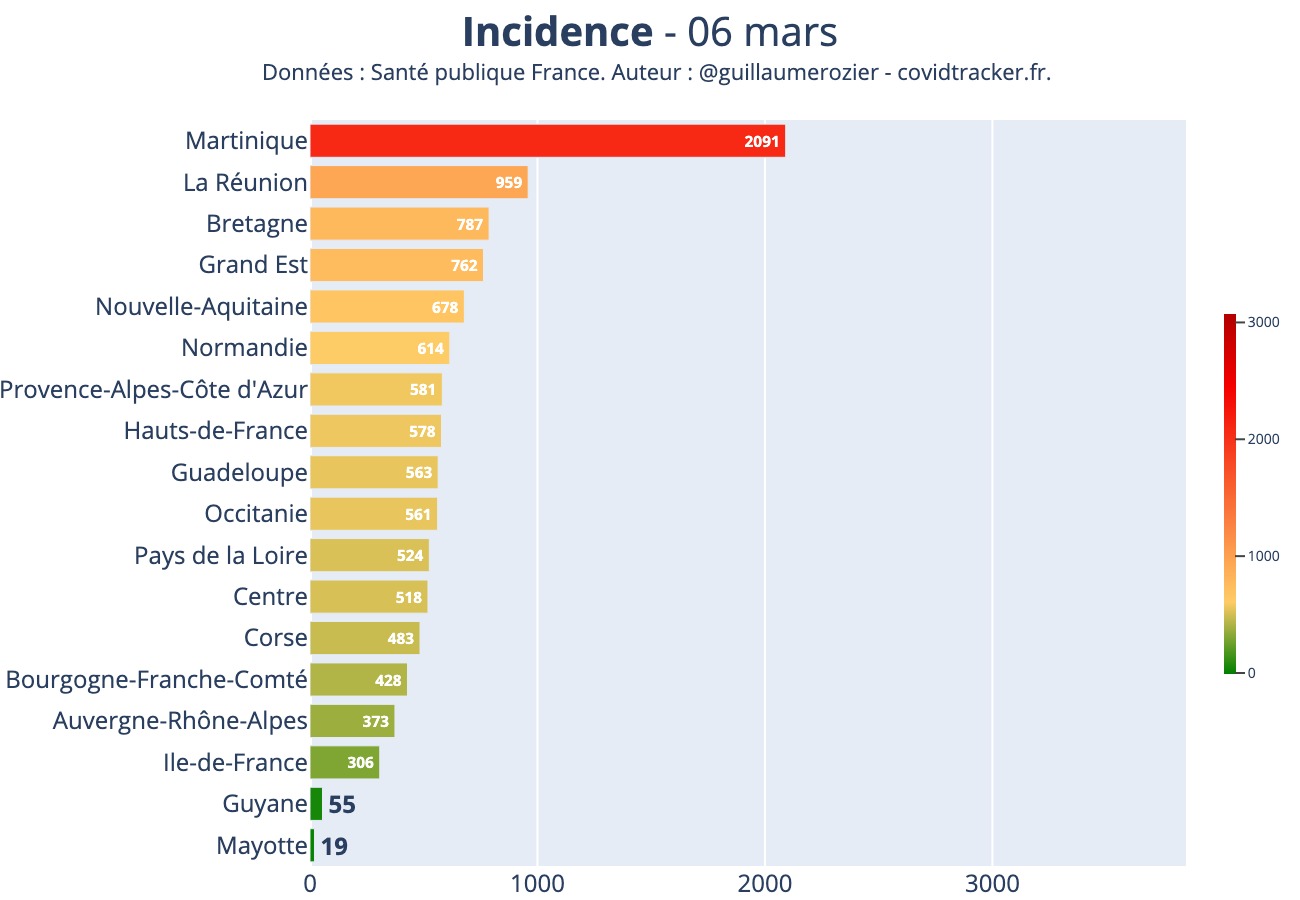 Incidence - 06 mars
Données : Santé publique France. Auteur : @guillaumerozier - covidtracker.fr.
Martinique 2091
La Réunion 959
Bretagne 787
Grand Est 762
Nouvelle-Aquitaine 678
Normandie 614
Provence-Alpes-Côte d'Azur 581
Hauts-de-France 578
Guadeloupe 563
Occitanie 561
Pays de la Loire 524
Centre 518
Corse 483
Bourgogne-Franche-Comté 428
Auvergne-Rhône-Alpes 373
Ile-de-France 306
Guyane 55
Mayotte 19
0 1000 2000 3000
3000
2000
1000
0